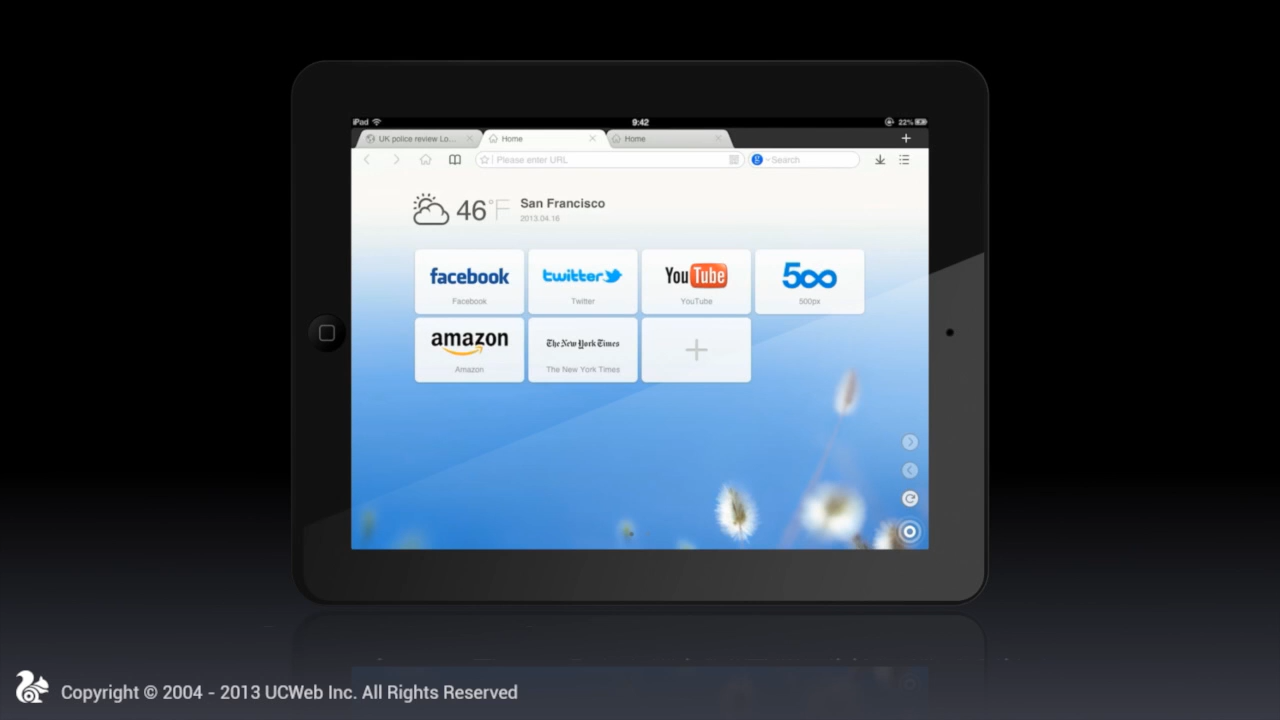 iPad 9:42 22%
UK police review Lo... Home Home
Please enter URL Search
46°F San Francisco
2013.04.16
facebook twitter YouTube 500
Facebook Twitter YouTube 500px
amazon The New York Times
Amazon The New York Times
Copyright © 2004 - 2013 UCWeb Inc. All Rights Reserved